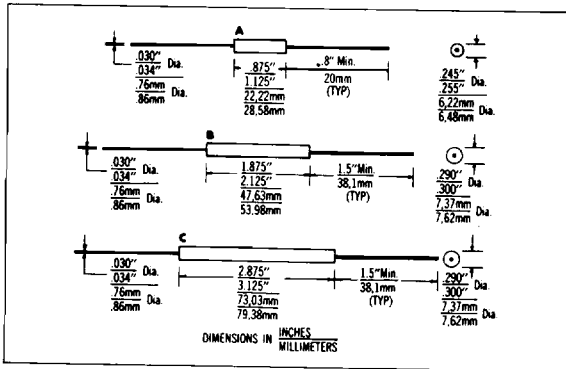 A
.030" Dia.
.034"
.76mm Dia.
.86mm
.875"
1.125"
22,22mm
28,58mm
.8" Min.
20mm
(TYP)
.245" Dia.
.255"
6,22mm Dia.
6,48mm
B
.030" Dia.
.034"
.76mm Dia.
.86mm
1.875"
2.125"
47,63mm
53,98mm
1.5"Min.
38,1mm
(TYP)
.290" Dia.
.300"
7,37mm Dia.
7,62mm
C
.030" Dia.
.034"
.76mm Dia.
.86mm
2.875"
3.125"
73,03mm
79,38mm
1.5"Min.
38,1mm
(TYP)
.290" Dia.
.300"
7,37mm Dia.
7,62mm
DIMENSIONS IN INCHES
MILLIMETERS